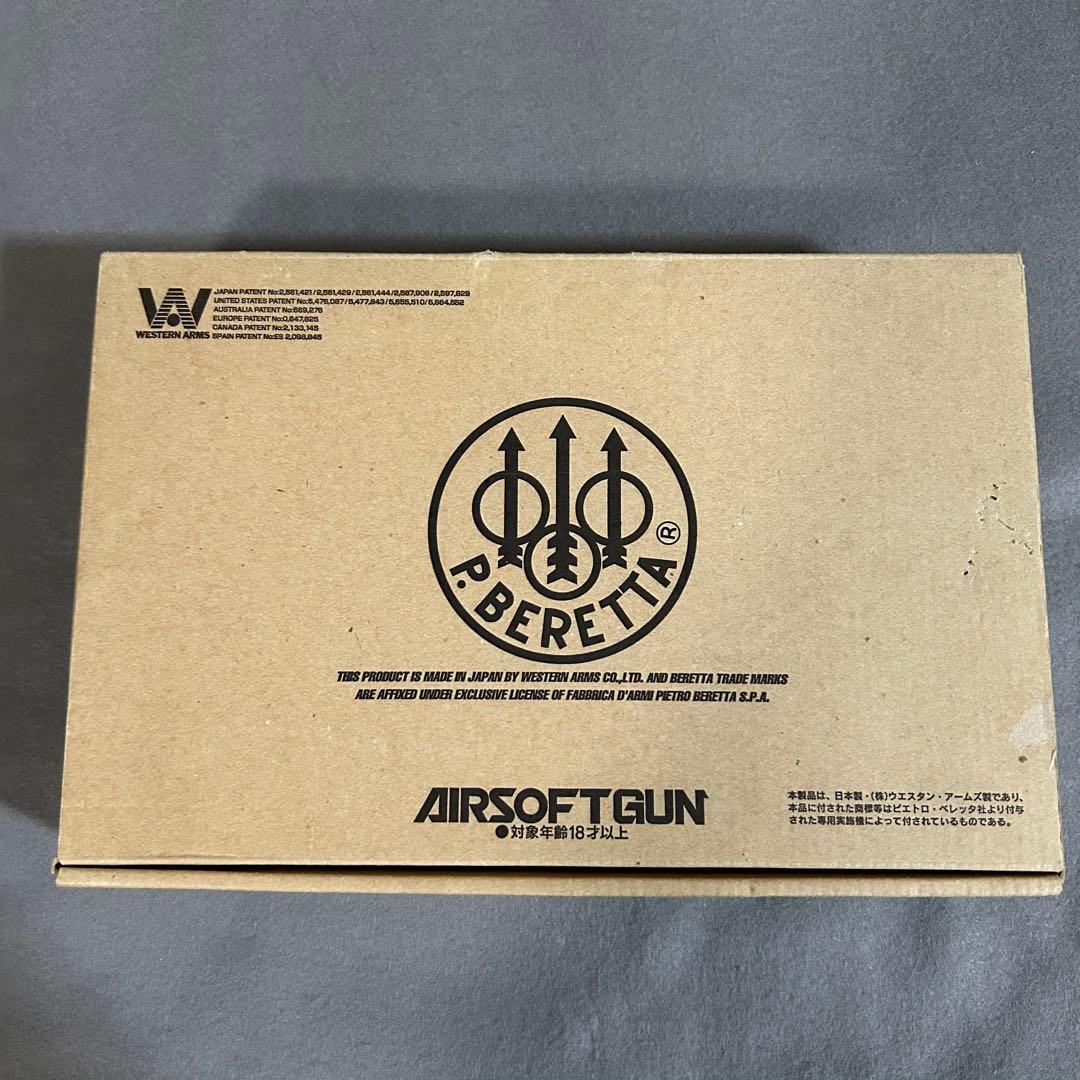 JAPAN PATENT No:2,561,421/2,561,429/2,561,444/2,587,906/2,597,829
UNITED STATES PATENT No:5,476,087/5,477,843/5,655,510/5,664,552
AUSTRALIA PATENT No:669,276
EUROPE PATENT No:0,647,825
CANADA PATENT No:2,133,145
WESTERN ARMS SPAIN PATENT No:ES 2,098,845
P. BERETTA ®
THIS PRODUCT IS MADE IN JAPAN BY WESTERN ARMS CO.,LTD. AND BERETTA TRADE MARKS
ARE AFFIXED UNDER EXCLUSIVE LICENSE OF FABBRICA D'ARMI PIETRO BERETTA S.P.A.
AIRSOFTGUN
●対象年齢18才以上
本製品は、日本製・(株)ウエスタン・アームズ製であり、
本品に付された商標等はピエトロ・ベレッタ社より付与
された専用実施権によって付されているものである。